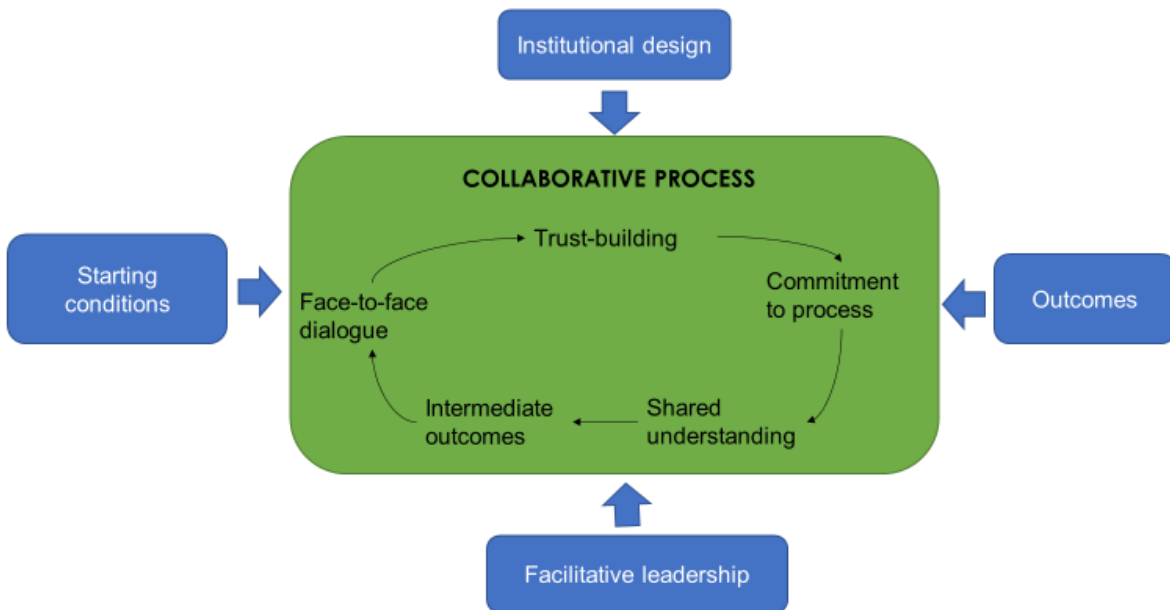 Institutional design
COLLABORATIVE PROCESS
Trust-building
Starting
conditions
Face-to-face
dialogue
Commitment
to process
Outcomes
Intermediate
outcomes
Shared
understanding
Facilitative leadership